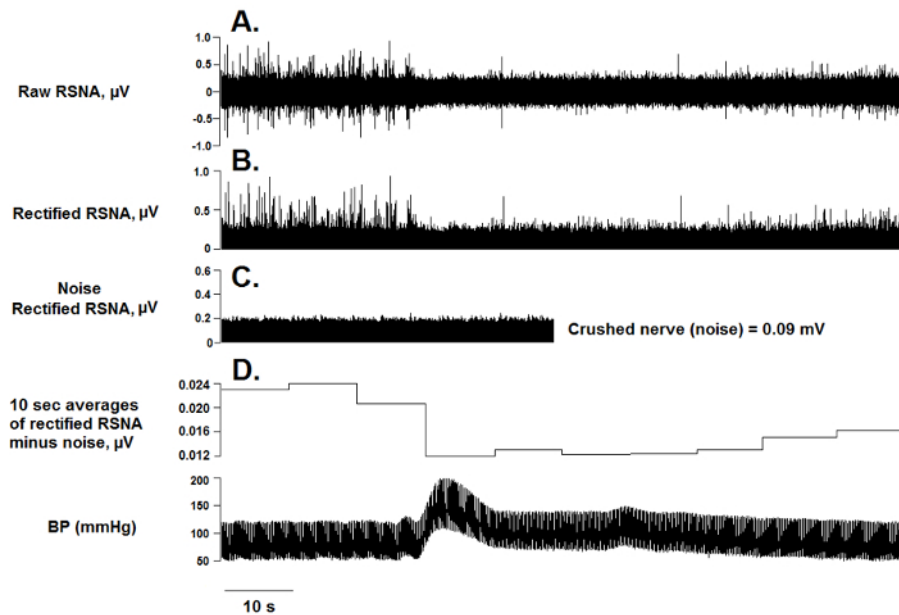 A.
1.0
0.5
Raw RSNA, µV
0
-0.5
-1.0
B.
1.0
Rectified RSNA, µV
0.5
0
C.
0.6
Noise
Rectified RSNA, µV
0.4
0.2
Crushed nerve (noise) = 0.09 mV
0
D.
0.024
10 sec averages
of rectified RSNA
minus noise, µV
0.020
0.016
0.012
200
150
BP (mmHg)
100
50
10 s